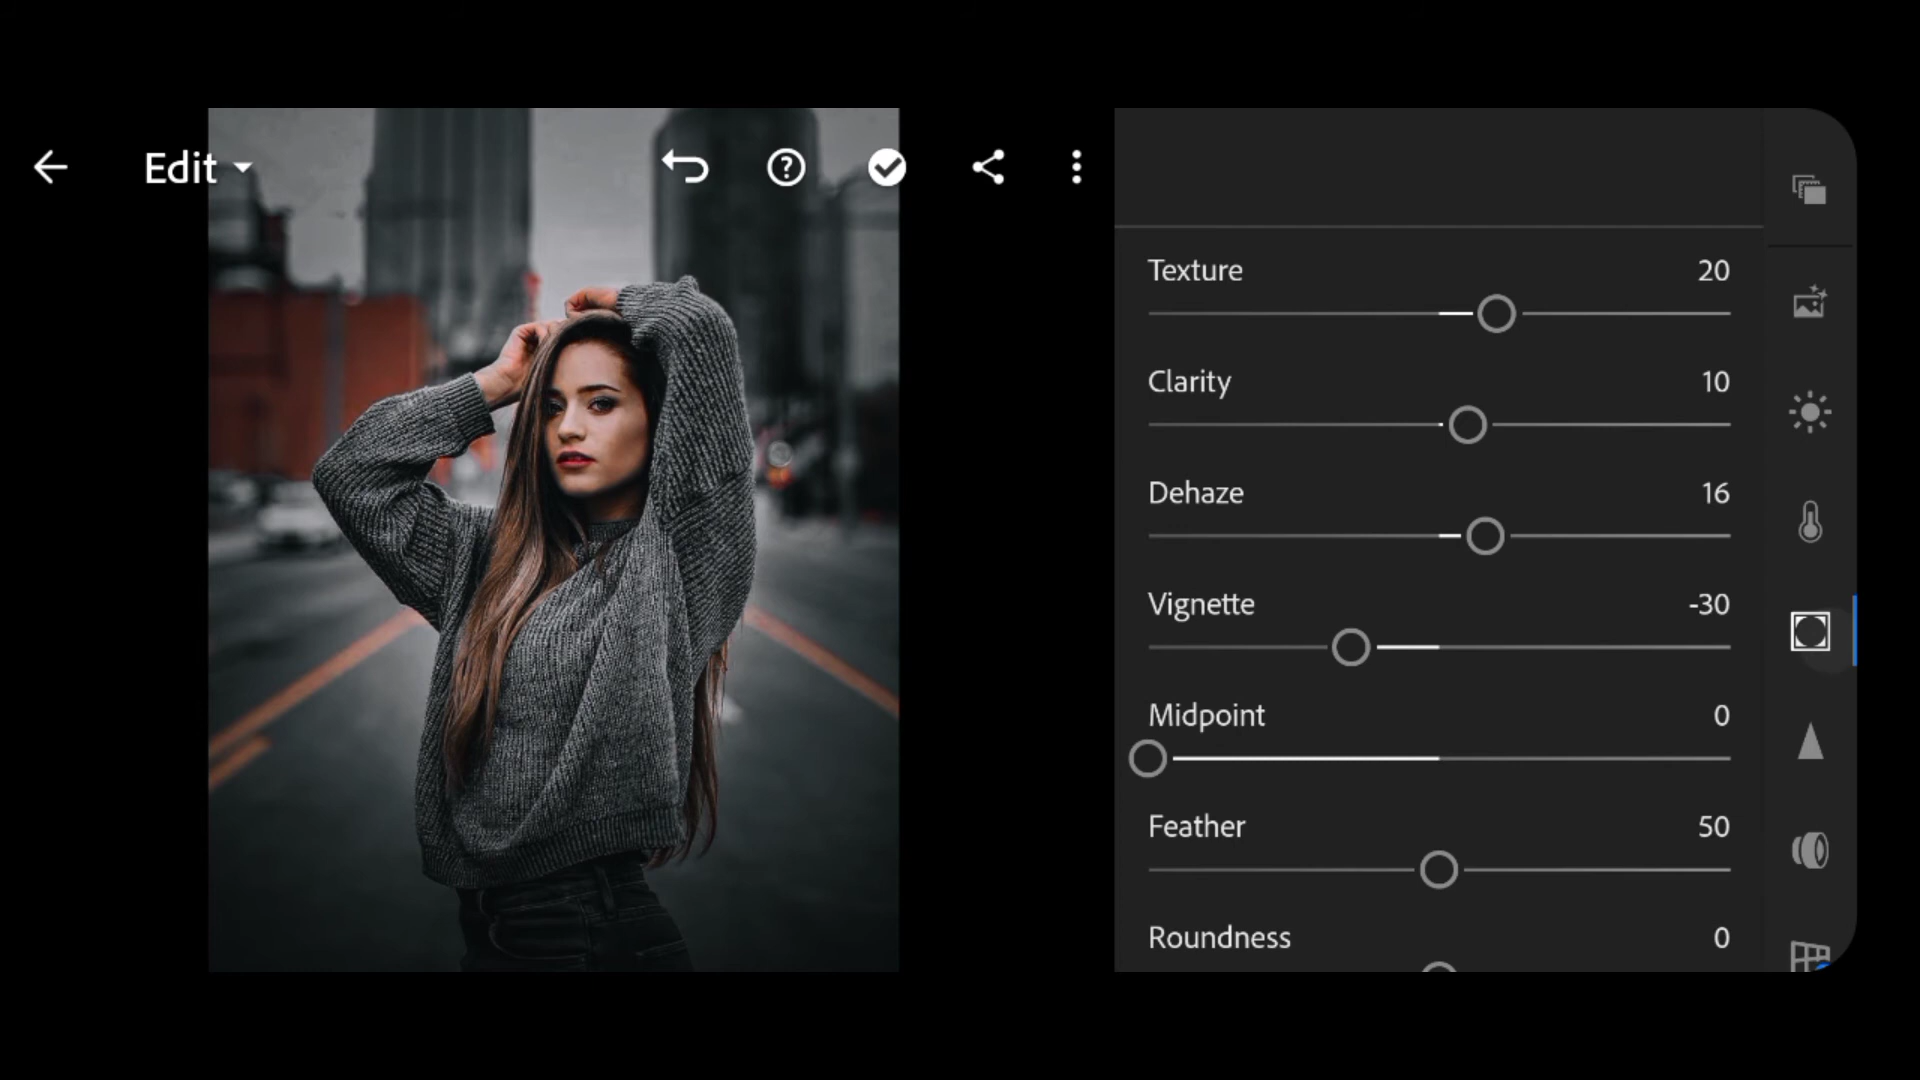 Edit
Texture 20
Clarity 10
Dehaze 16
Vignette -30
Midpoint 0
Feather 50
Roundness 0